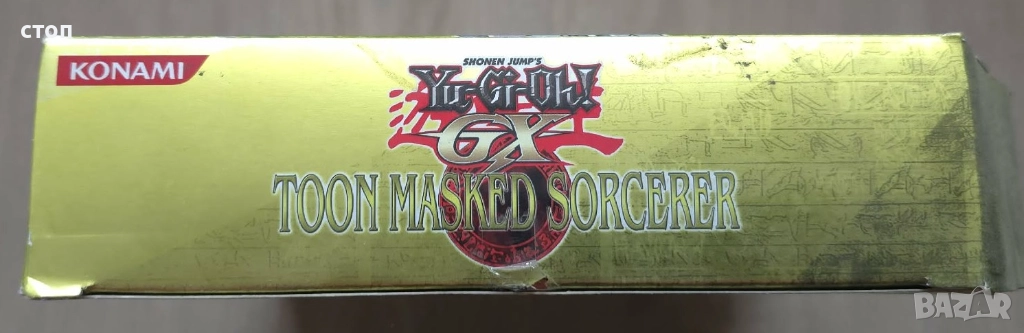 стоп
KONAMI
SHONEN JUMP'S
Yu-Gi-Oh!
GX
TOON MASKED SORCERER
BAZAR